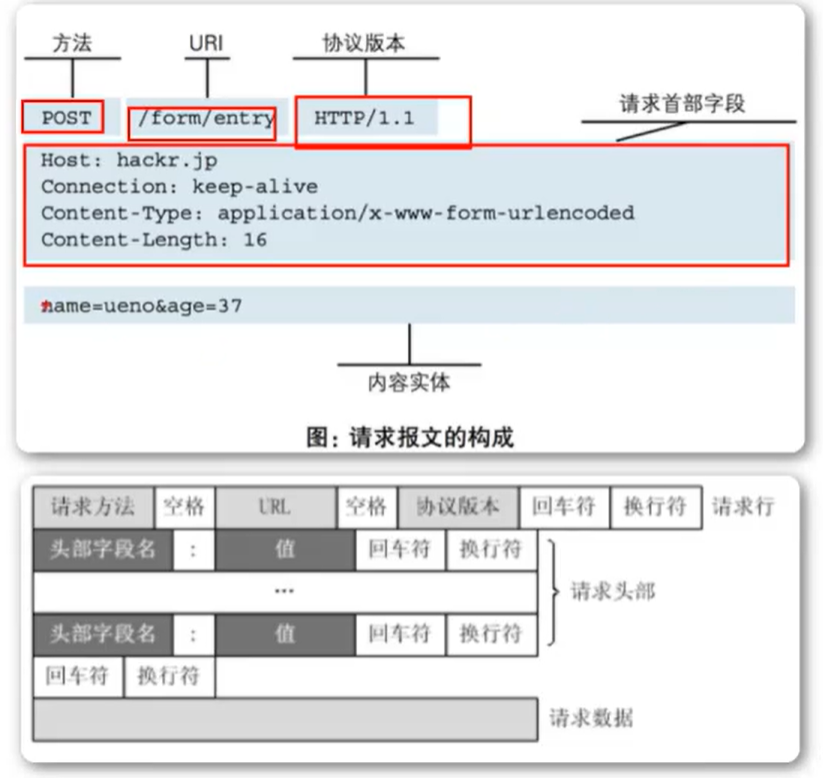 方法 URI 协议版本
请求首部字段
POST /form/entry HTTP/1.1
Host: hackr.jp
Connection: keep-alive
Content-Type: application/x-www-form-urlencoded
Content-Length: 16
name=ueno&age=37
内容实体
图: 请求报文的构成
请求方法 空格 URL 空格 协议版本 回车符 换行符 请求行
头部字段名 : 值 回车符 换行符
... 请求头部
头部字段名 : 值 回车符 换行符
回车符 换行符
请求数据